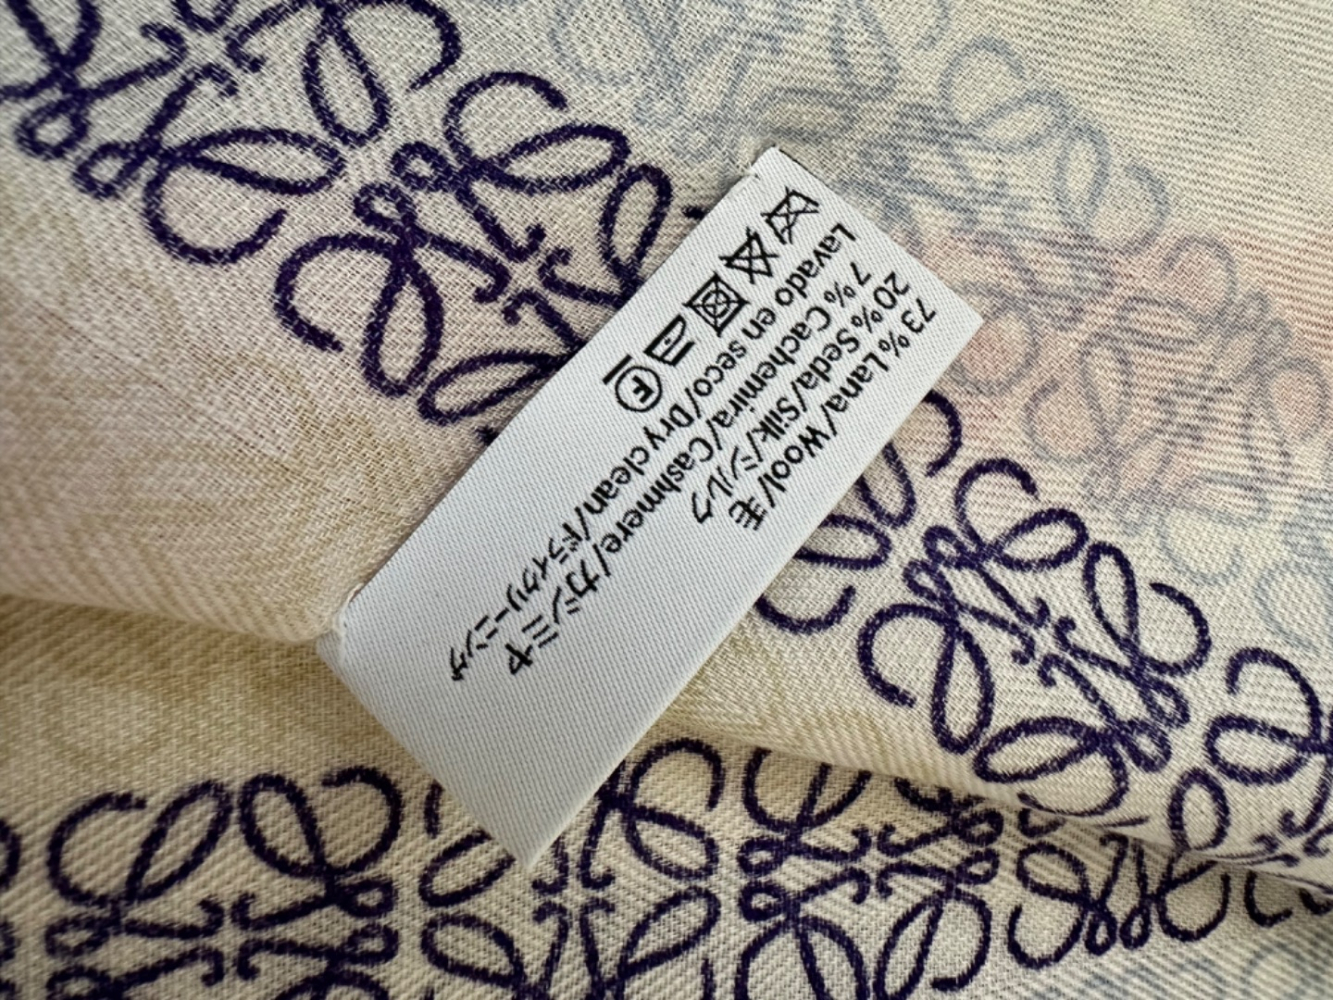 73% Lana/Wool/毛
20% Seda/Silk/シルク
7% Cachemira/Cashmere/カシミヤ
Lavado en seco/Dry clean/ドライクリーニング
F